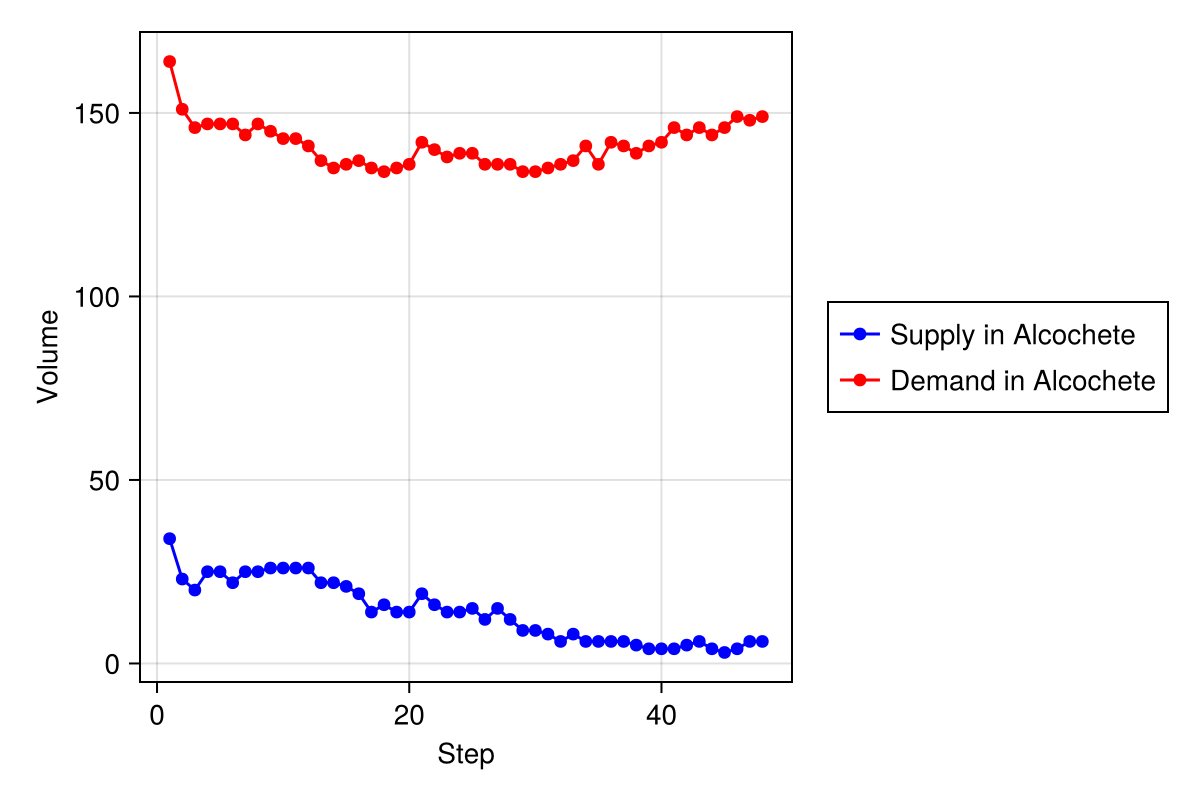 150
100
50
0
Volume
0 20 40
Step
Supply in Alcochete
Demand in Alcochete